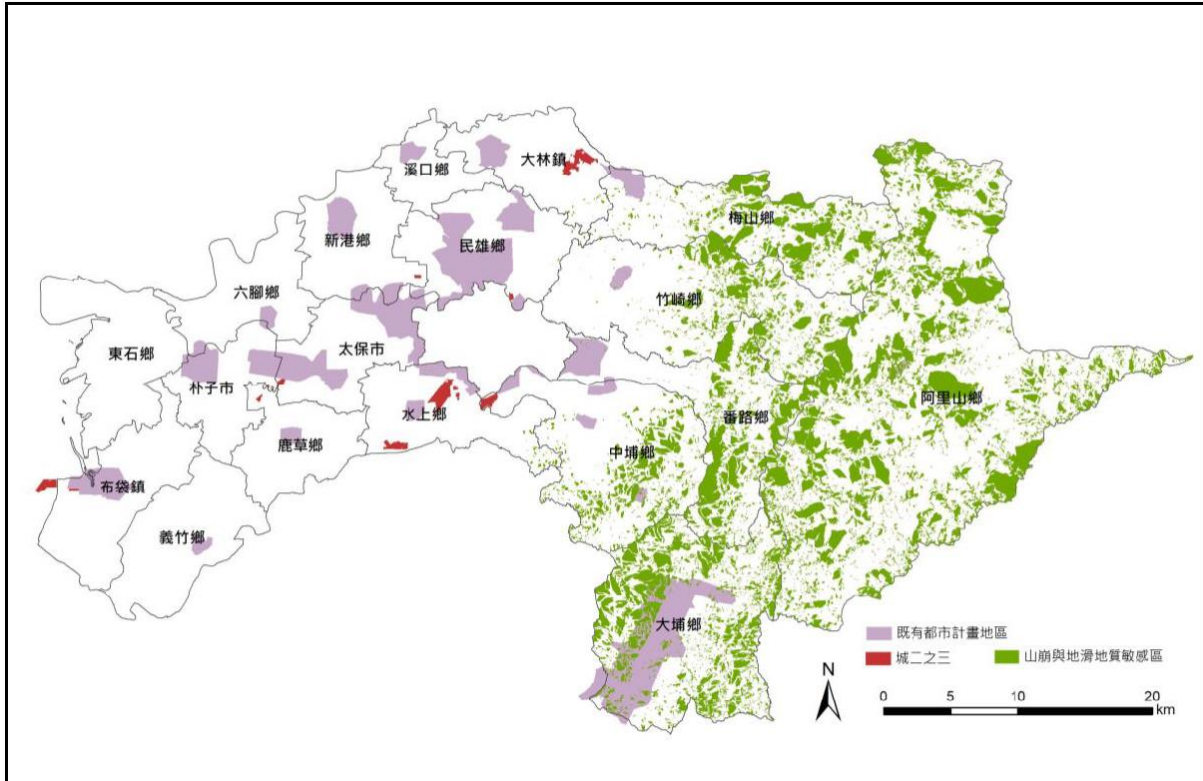 大林鎮
溪口鄉
梅山鄉
新港鄉
民雄鄉
六腳鄉
竹崎鄉
東石鄉
太保市
朴子市
阿里山鄉
水上鄉
番路鄉
鹿草鄉
中埔鄉
布袋鎮
義竹鄉
大埔鄉
既有都市計畫地區
城二之三
山崩與地滑地質敏感區
N
0 5 10 20
km